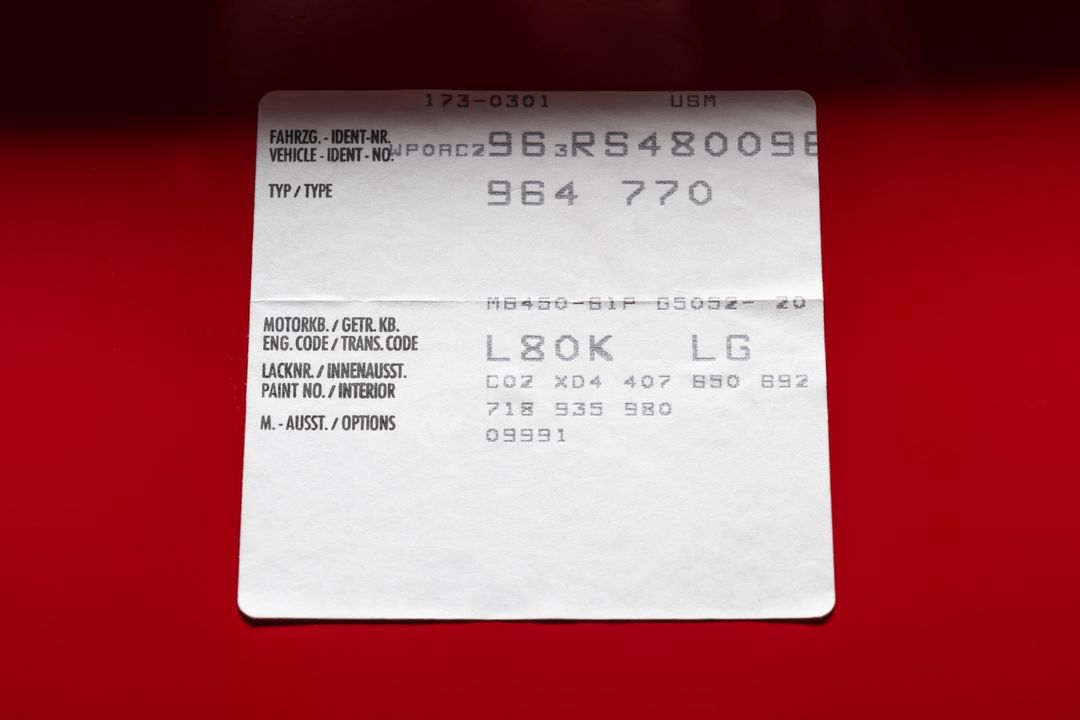 173-0301 USM
FAHRZG. - IDENT-NR.
VEHICLE - IDENT - NO. WP0AC2963RS480096
TYP / TYPE 964 770
M6450-61P G5052- 20
MOTORKB. / GETR. KB.
ENG. CODE / TRANS. CODE L80K LG
LACKNR. / INNENAUSST. C02 XD4 407 650 692
PAINT NO. / INTERIOR
718 935 980
M. - AUSST. / OPTIONS
09991